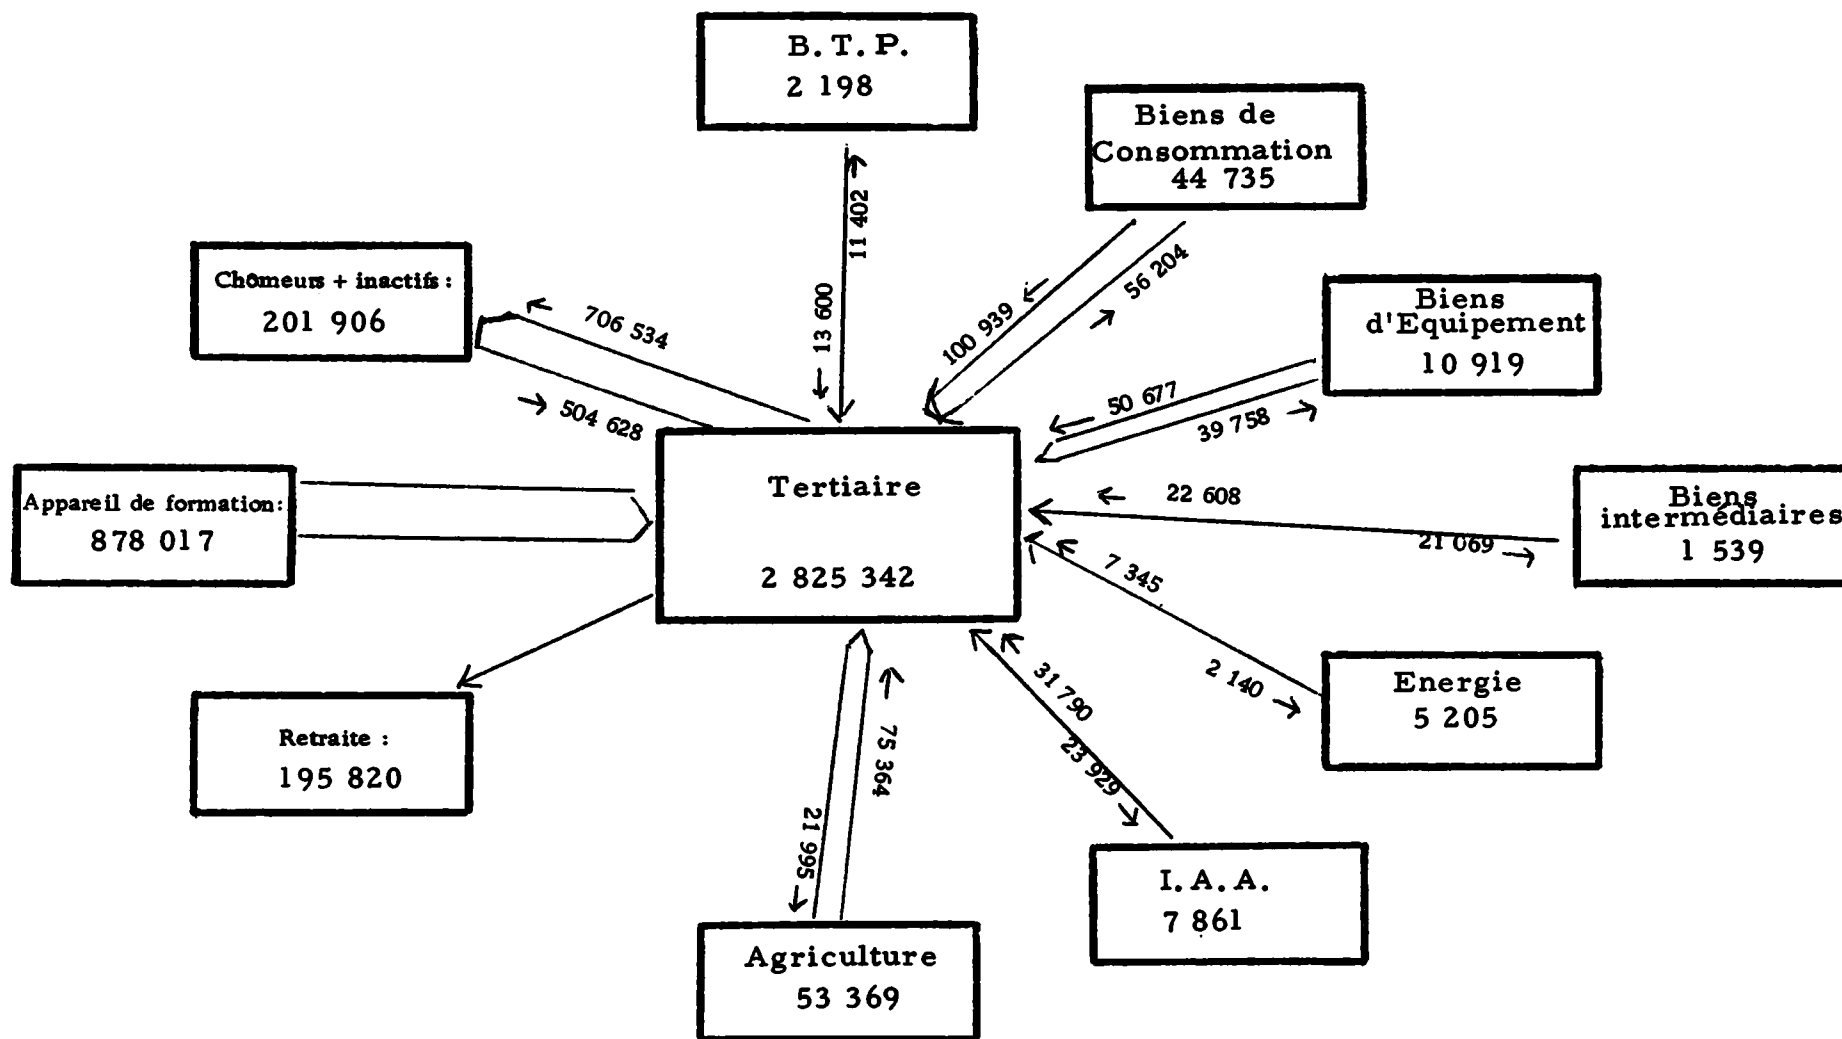 B. T. P.
2 198
Biens de
Consommation
44 735
11 402
13 600
56 204
100 939
Chômeurs + inactifs :
201 906
706 534
504 628
Biens
d'Equipement
10 919
50 677
39 758
Appareil de formation:
878 017
Tertiaire
2 825 342
22 608
21 069
Biens
intermédiaires
1 539
7 345
2 140
Energie
5 205
31 790
23 929
Retraite :
195 820
75 364
21 995
I. A. A.
7 861
Agriculture
53 369